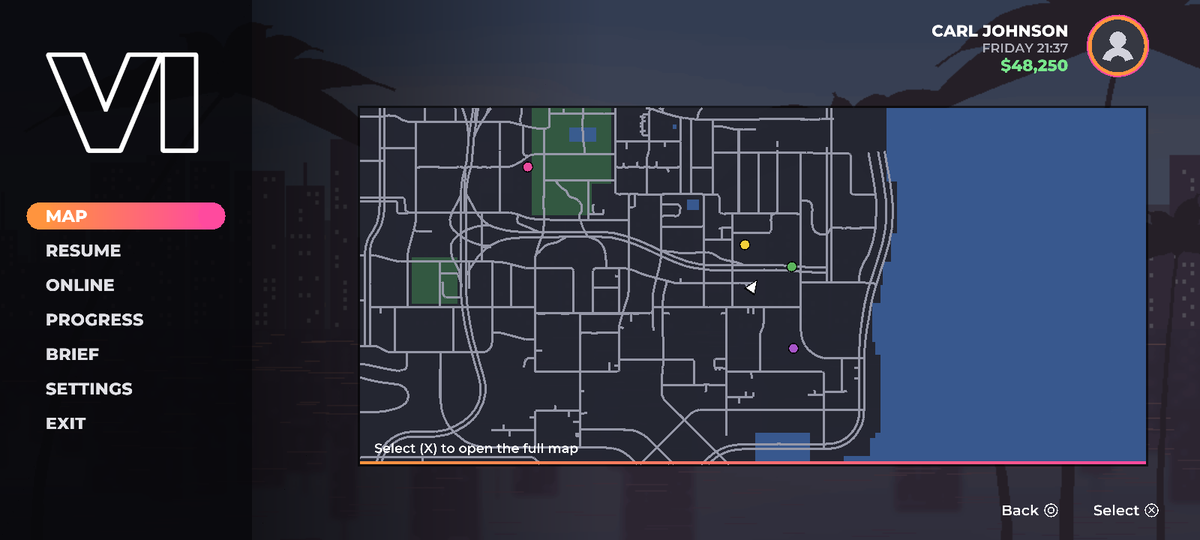 VI
CARL JOHNSON
FRIDAY 21:37
$48,250
MAP
RESUME
ONLINE
PROGRESS
BRIEF
SETTINGS
EXIT
Select (X) to open the full map
Back
Select